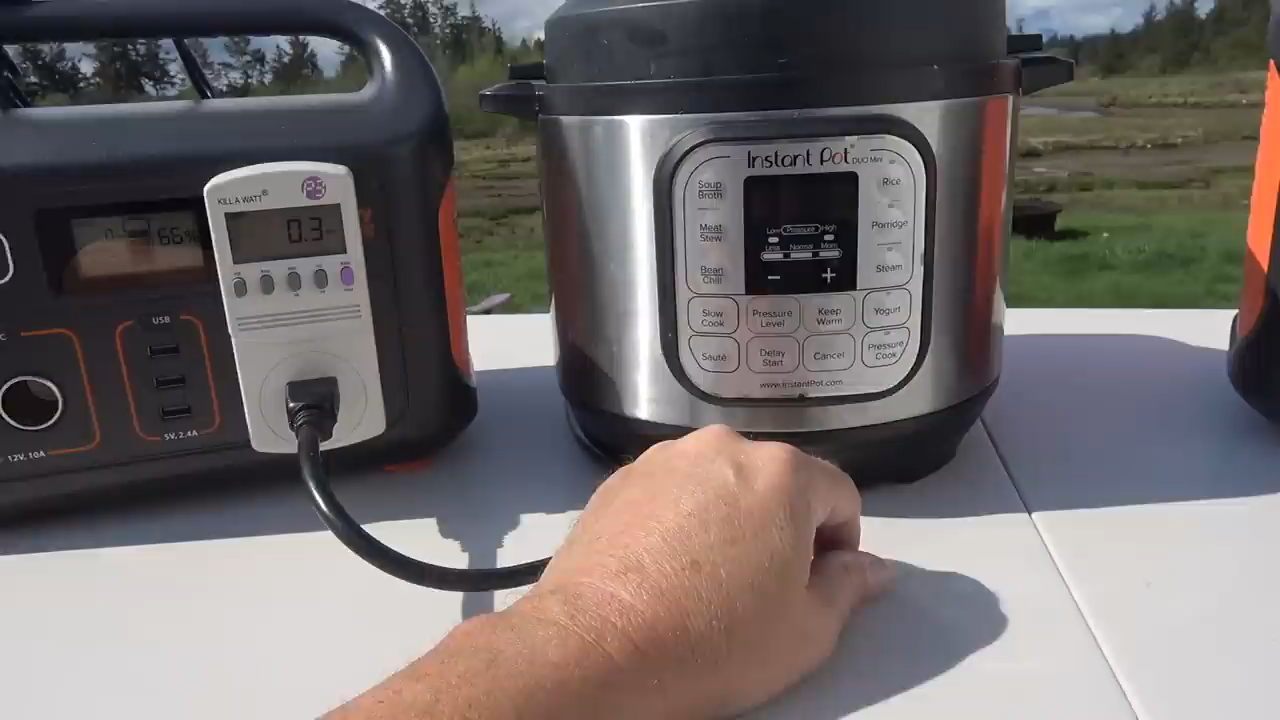 66%
KILL A WATT®
P3
0.3
USB
5V, 2.4A
12V, 10A
Instant Pot®
DUO Mini
Soup
Broth
Meat
Stew
Bean
Chili
Rice
Porridge
Steam
Low Pressure High
Less Normal More
− +
Slow
Cook
Pressure
Level
Keep
Warm
Yogurt
Sauté
Delay
Start
Cancel
Pressure
Cook
www.InstantPot.com